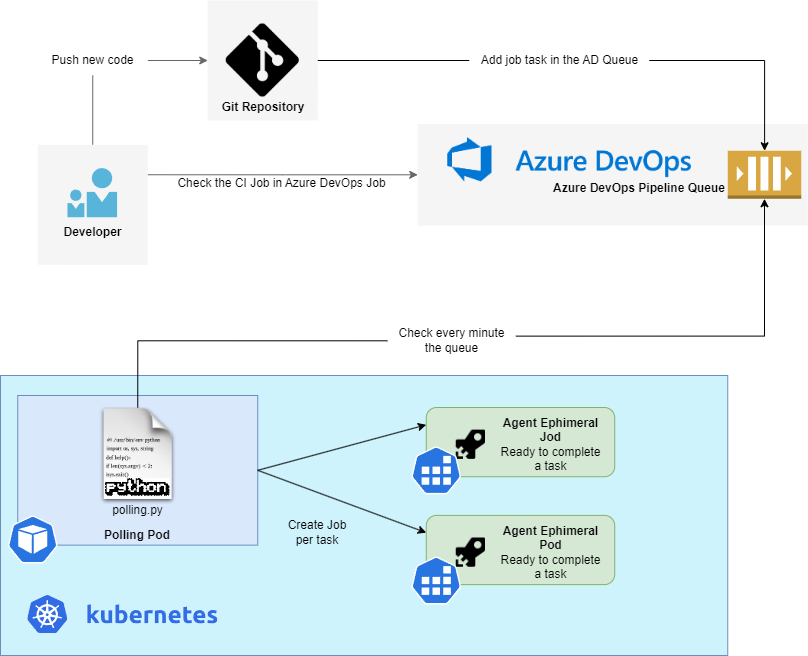 Push new code
Git Repository
Add job task in the AD Queue
Developer
Check the CI Job in Azure DevOps Job
Azure DevOps
Azure DevOps Pipeline Queue
Check every minute
the queue
#! /usr/bin/env python
import os, sys, string
def help():
if len(sys.argv) < 2:
sys.exit()
python
polling.py
Polling Pod
Create Job
per task
Agent Ephimeral
Jod
Ready to complete
a task
Agent Ephimeral
Pod
Ready to complete
a task
kubernetes